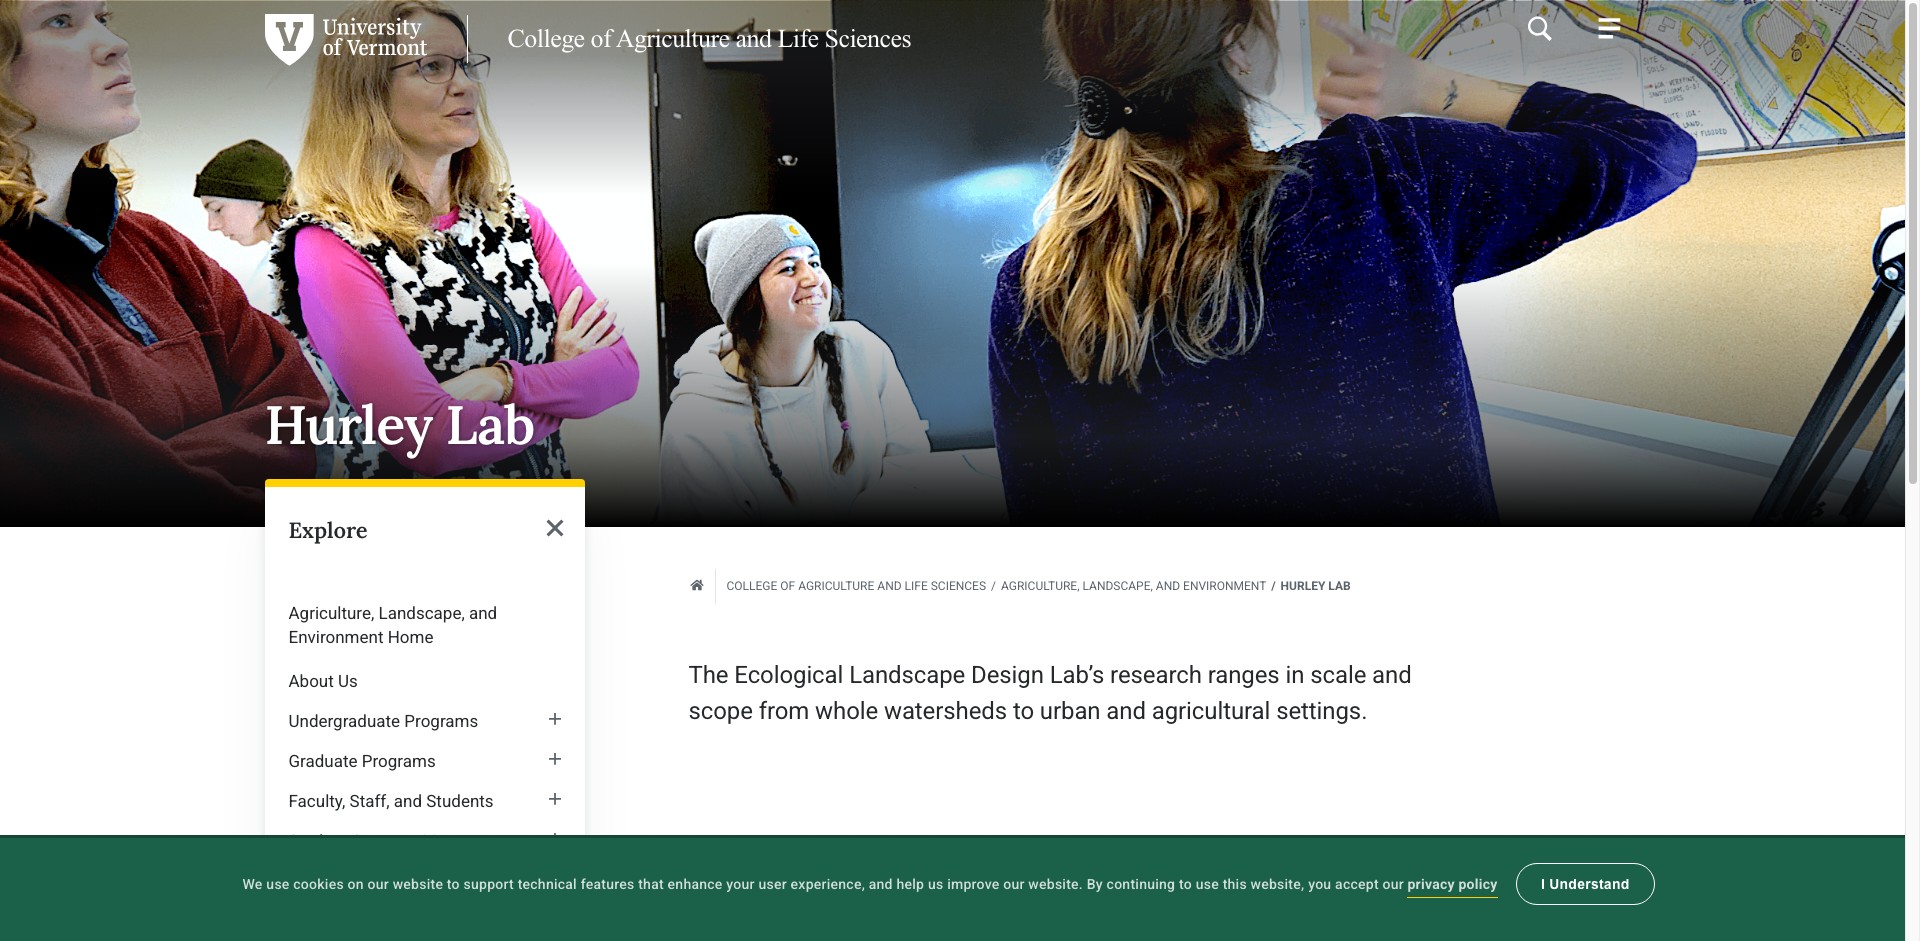 University
of Vermont
College of Agriculture and Life Sciences
SITE
SOILS:
Hurley Lab
Explore
Agriculture, Landscape, and
Environment Home
About Us
Undergraduate Programs
Graduate Programs
Faculty, Staff, and Students
COLLEGE OF AGRICULTURE AND LIFE SCIENCES / AGRICULTURE, LANDSCAPE, AND ENVIRONMENT / HURLEY LAB
The Ecological Landscape Design Lab’s research ranges in scale and
scope from whole watersheds to urban and agricultural settings.
We use cookies on our website to support technical features that enhance your user experience, and help us improve our website. By continuing to use this website, you accept our privacy policy
I Understand